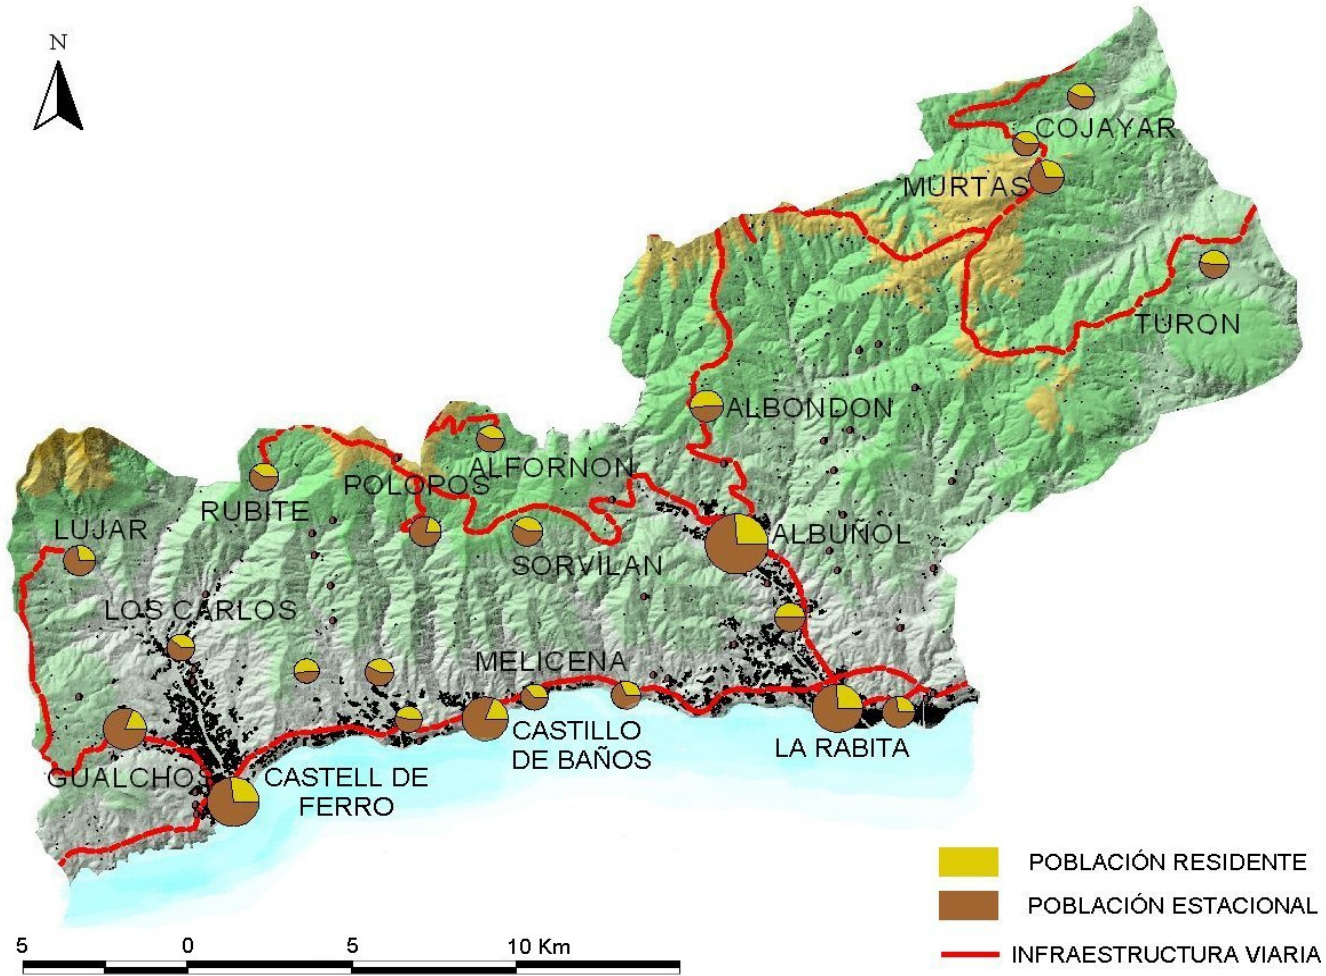 N
COJAYAR
MURTAS
TURON
ALBONDON
ALFORNON
POLOPOS
RUBITE
LUJAR
ALBUÑOL
SORVILAN
LOS CARLOS
MELICENA
CASTILLO
DE BAÑOS
LA RABITA
GUALCHOS
CASTELL DE
FERRO
POBLACIÓN RESIDENTE
POBLACIÓN ESTACIONAL
INFRAESTRUCTURA VIARIA
5 0 5 10 Km